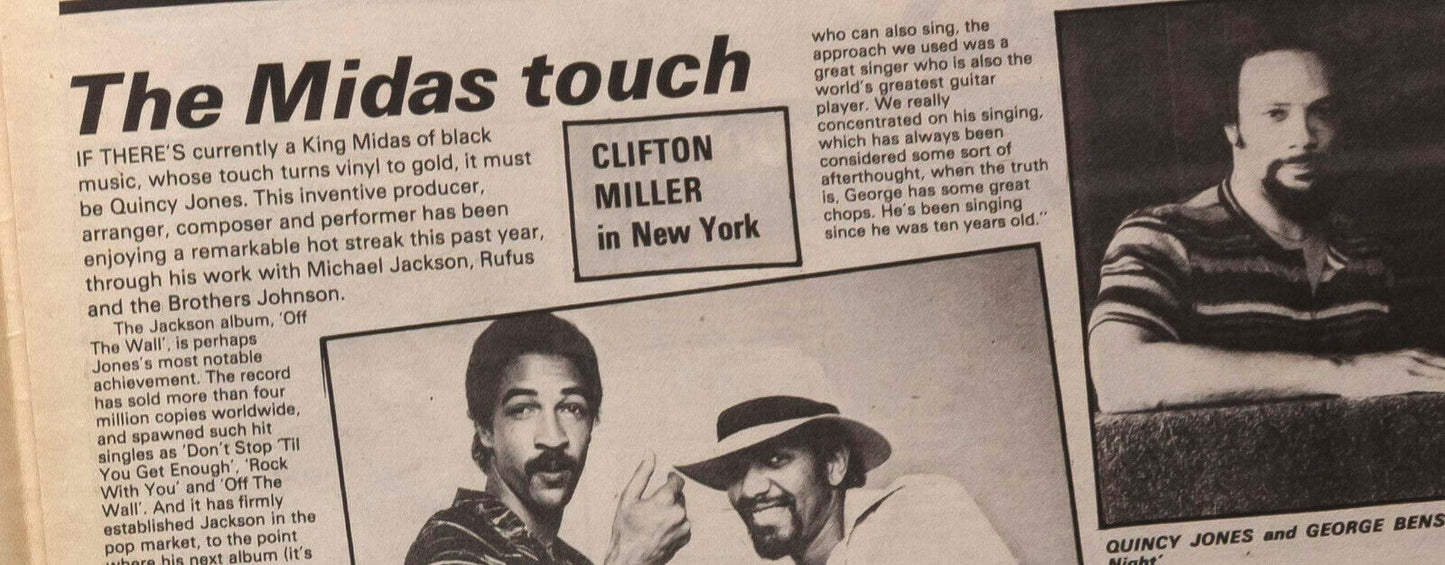 The Midas touch
IF THERE'S currently a King Midas of black
music, whose touch turns vinyl to gold, it must
be Quincy Jones. This inventive producer,
arranger, composer and performer has been
enjoying a remarkable hot streak this past year,
through his work with Michael Jackson, Rufus
and the Brothers Johnson.
The Jackson album, 'Off
The Wall', is perhaps
Jones's most notable
achievement. The record
has sold more than four
million copies worldwide,
and spawned such hit
singles as 'Don't Stop 'Til
You Get Enough', 'Rock
With You' and 'Off The
Wall'. And it has firmly
established Jackson in the
pop market, to the point
where his next album (it's
CLIFTON
MILLER
in New York
who can also sing, the
approach we used was a
great singer who is also the
world's greatest guitar
player. We really
concentrated on his singing,
which has always been
considered some sort of
afterthought, when the truth
is, George has some great
chops. He's been singing
since he was ten years old."
QUINCY JONES and GEORGE BENS
Night'